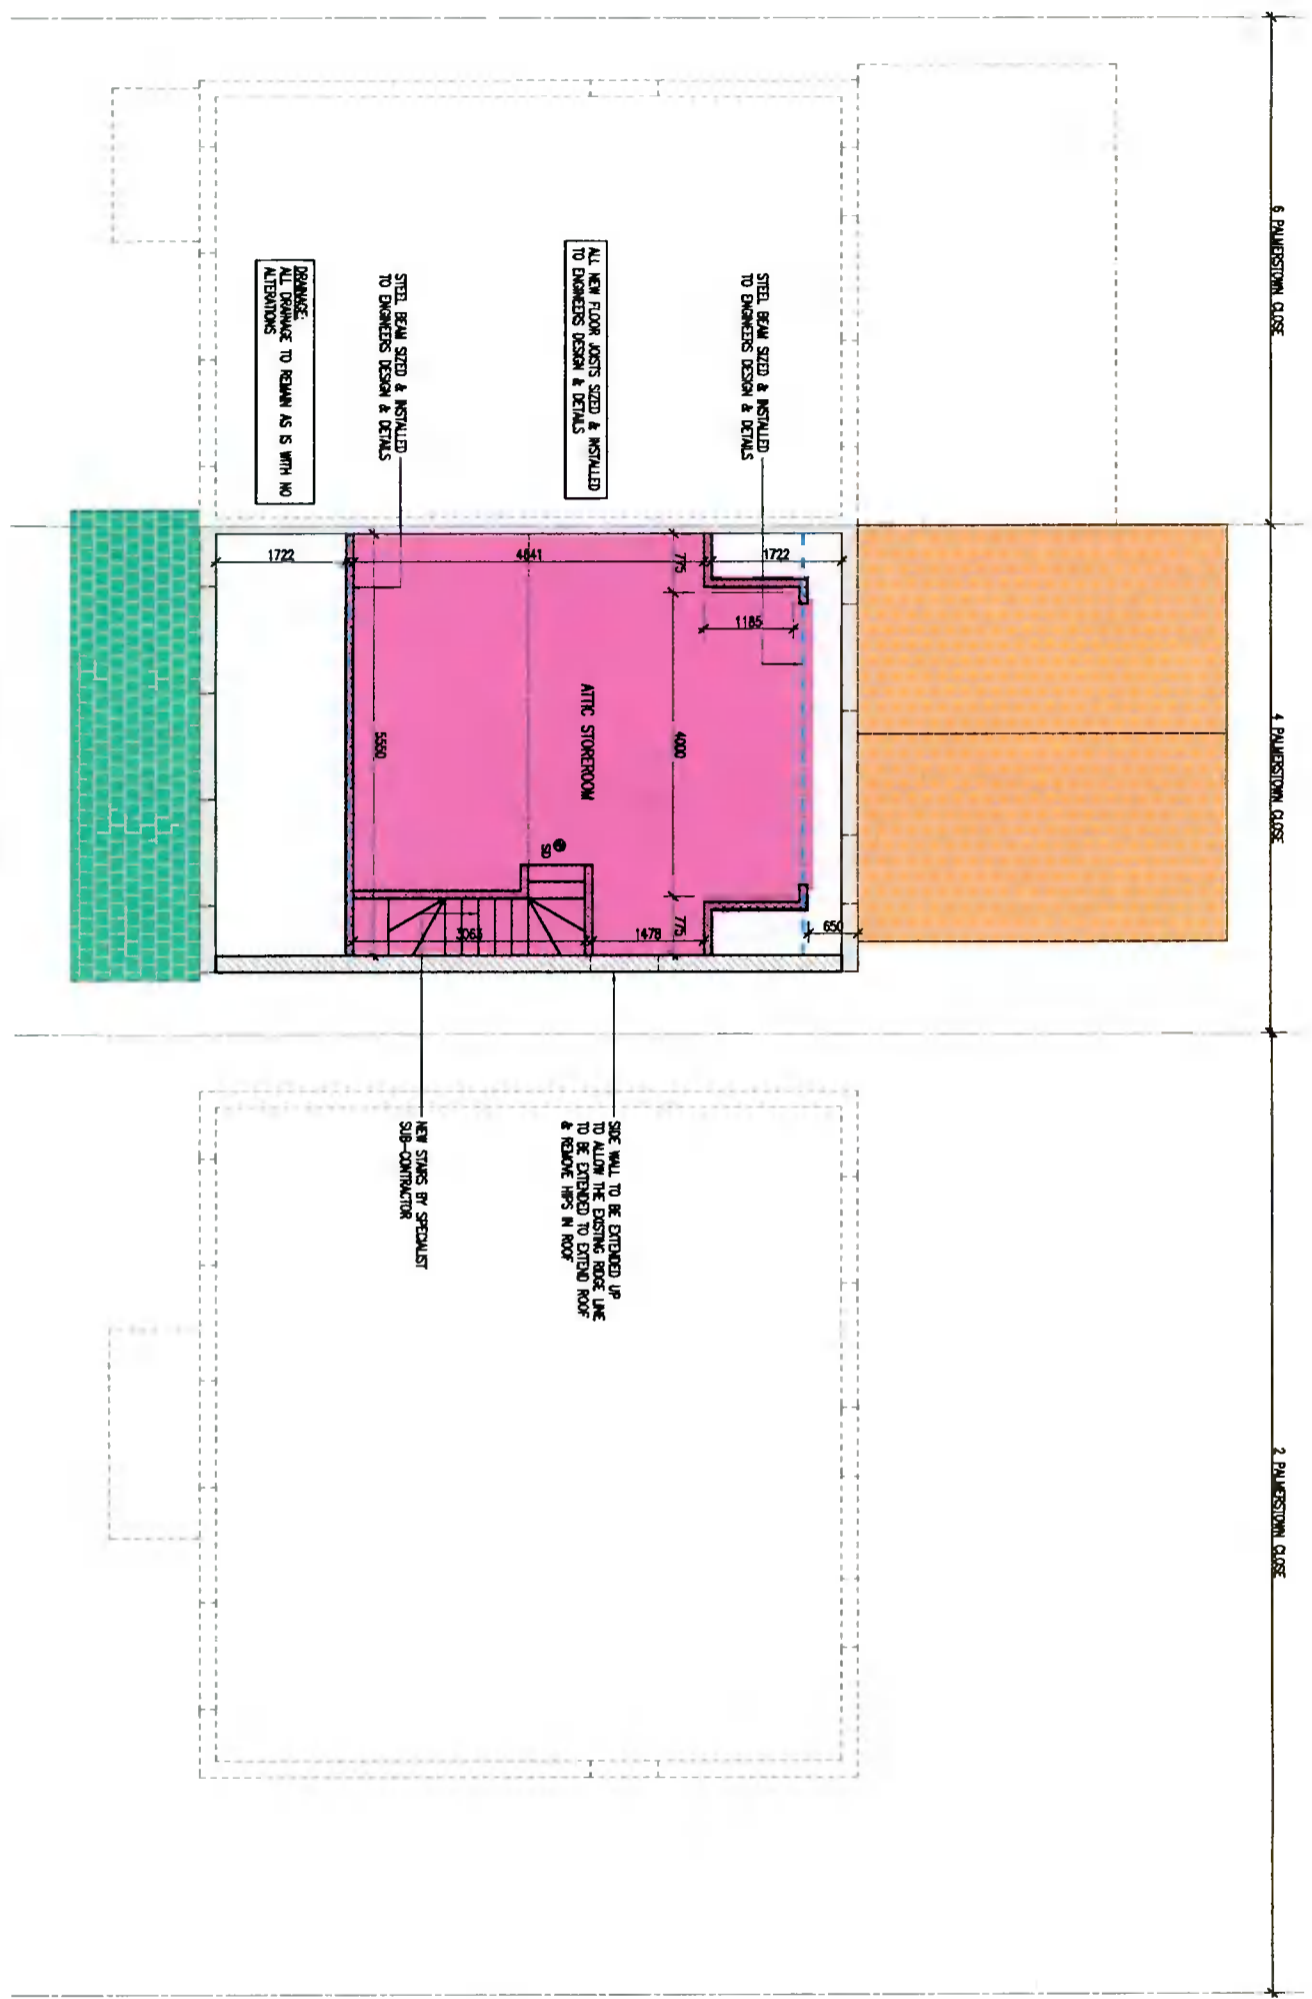 6 PALMERSTOWN CLOSE
4 PALMERSTOWN CLOSE
2 PALMERSTOWN CLOSE
STEEL BEAM SIZED & INSTALLED
TO ENGINEERS DESIGN & DETAILS
ALL NEW FLOOR JOISTS SIZED & INSTALLED
TO ENGINEERS DESIGN & DETAILS
STEEL BEAM SIZED & INSTALLED
TO ENGINEERS DESIGN & DETAILS
DRAINAGE:
ALL DRAINAGE TO REMAIN AS IS WITH NO
ALTERATIONS
1722
4641
775
1722
1185
ATTIC STOREROOM
4000
5550
SD
3065
1478
775
650
SIDE WALL TO BE EXTENDED UP
TO ALLOW THE EXISTING RIDGE LINE
TO BE EXTENDED TO EXTEND ROOF
& REMOVE HIPS IN ROOF
NEW STAIRS BY SPECIALIST
SUB-CONTRACTOR